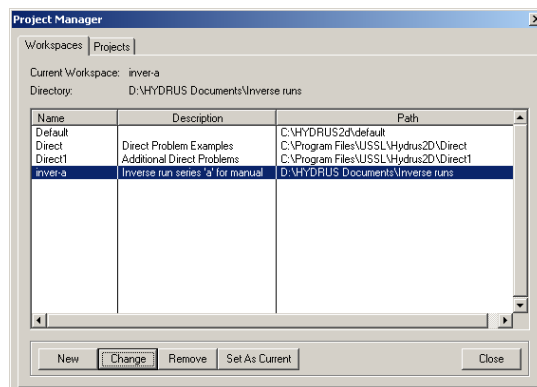 Project Manager
Workspaces Projects
Current Workspace: inver-a
Directory: D:\HYDRUS Documents\Inverse runs
Name Description Path
Default C:\HYDRUS2d\default
Direct Direct Problem Examples C:\Program Files\USSL\Hydrus2D\Direct
Direct1 Additional Direct Problems C:\Program Files\USSL\Hydrus2D\Direct1
inver-a Inverse run series 'a' for manual D:\HYDRUS Documents\Inverse runs
New Change Remove Set As Current Close